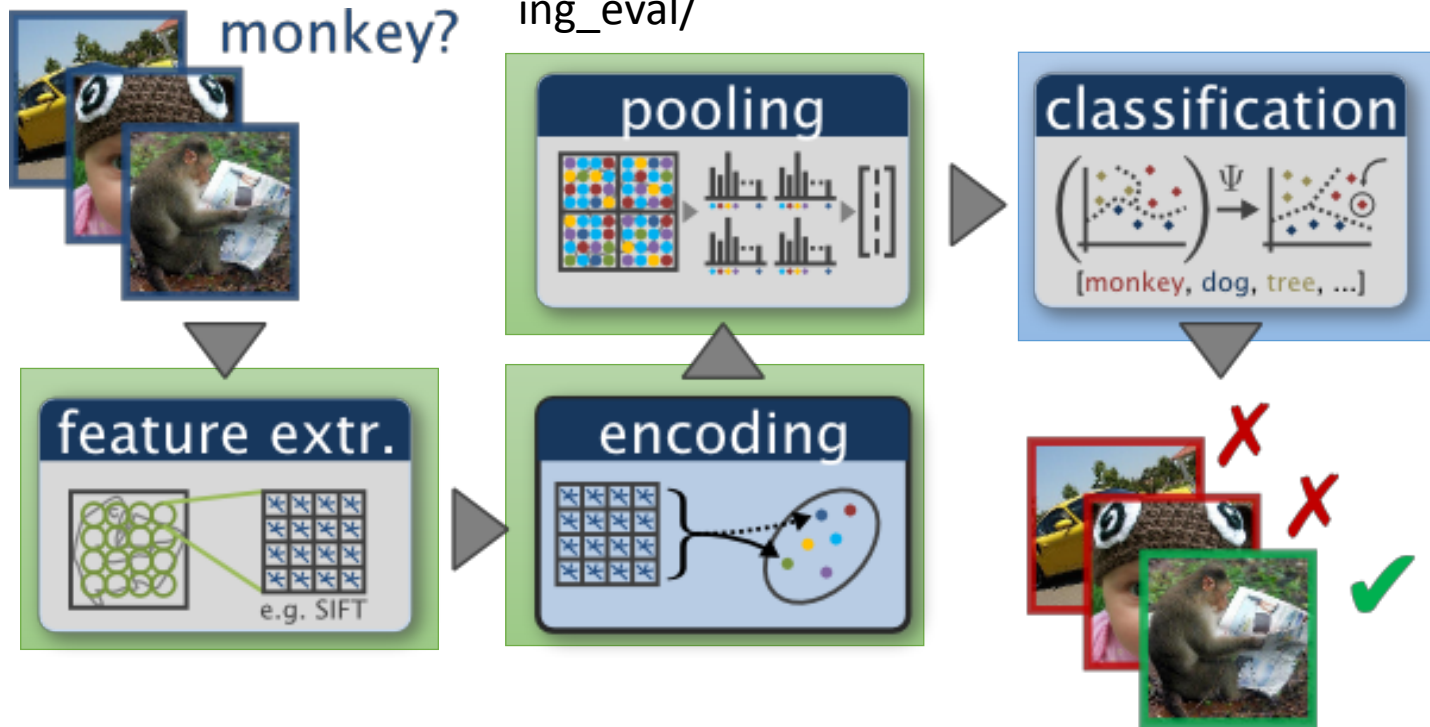 ing_eval/
monkey?
pooling
classification
Ψ
[monkey, dog, tree, ...]
feature extr.
e.g. SIFT
encoding